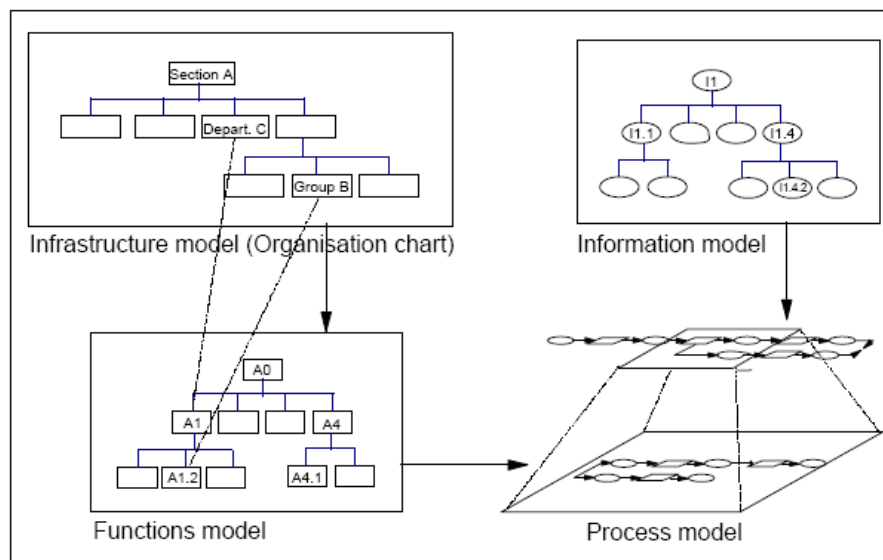 Section A
Depart. C
Group B
Infrastructure model (Organisation chart)
I1
I1.1
I1.4
I1.4.2
Information model
A0
A1
A4
A1.2
A4.1
Functions model
Process model